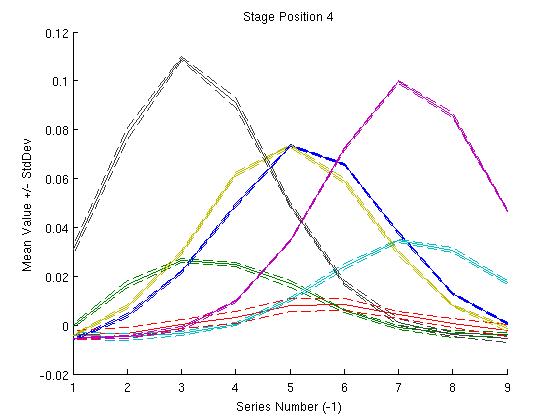 Stage Position 4
0.12
0.1
0.08
0.06
0.04
0.02
0
-0.02
Mean Value +/- StdDev
1 2 3 4 5 6 7 8 9
Series Number (-1)